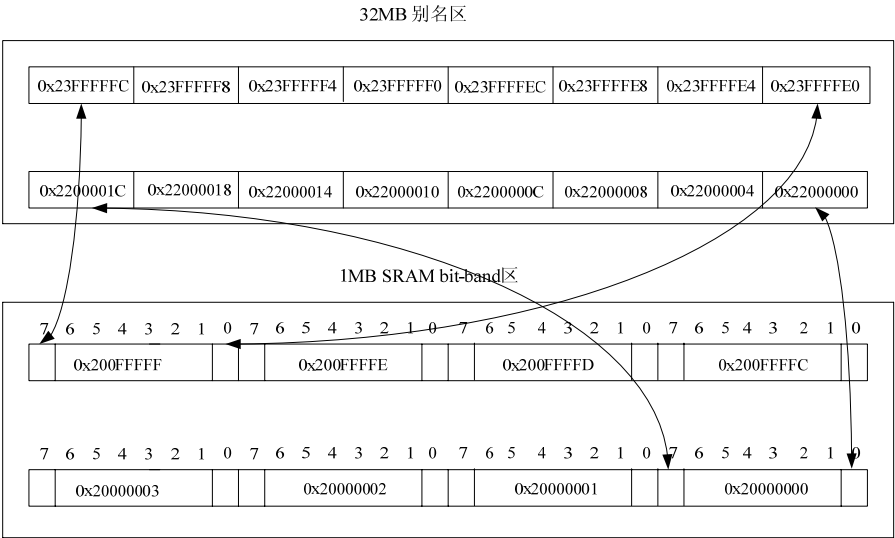 32MB 别名区
0x23FFFFFC 0x23FFFFF8 0x23FFFFF4 0x23FFFFF0 0x23FFFFEC 0x23FFFFE8 0x23FFFFE4 0x23FFFFE0
0x2200001C 0x22000018 0x22000014 0x22000010 0x2200000C 0x22000008 0x22000004 0x22000000
1MB SRAM bit-band区
7 6 5 4 3 2 1 0 7 6 5 4 3 2 1 0 7 6 5 4 3 2 1 0 7 6 5 4 3 2 1 0
0x200FFFFF 0x200FFFFE 0x200FFFFD 0x200FFFFC
7 6 5 4 3 2 1 0 7 6 5 4 3 2 1 0 7 6 5 4 3 2 1 0 7 6 5 4 3 2 1 0
0x20000003 0x20000002 0x20000001 0x20000000